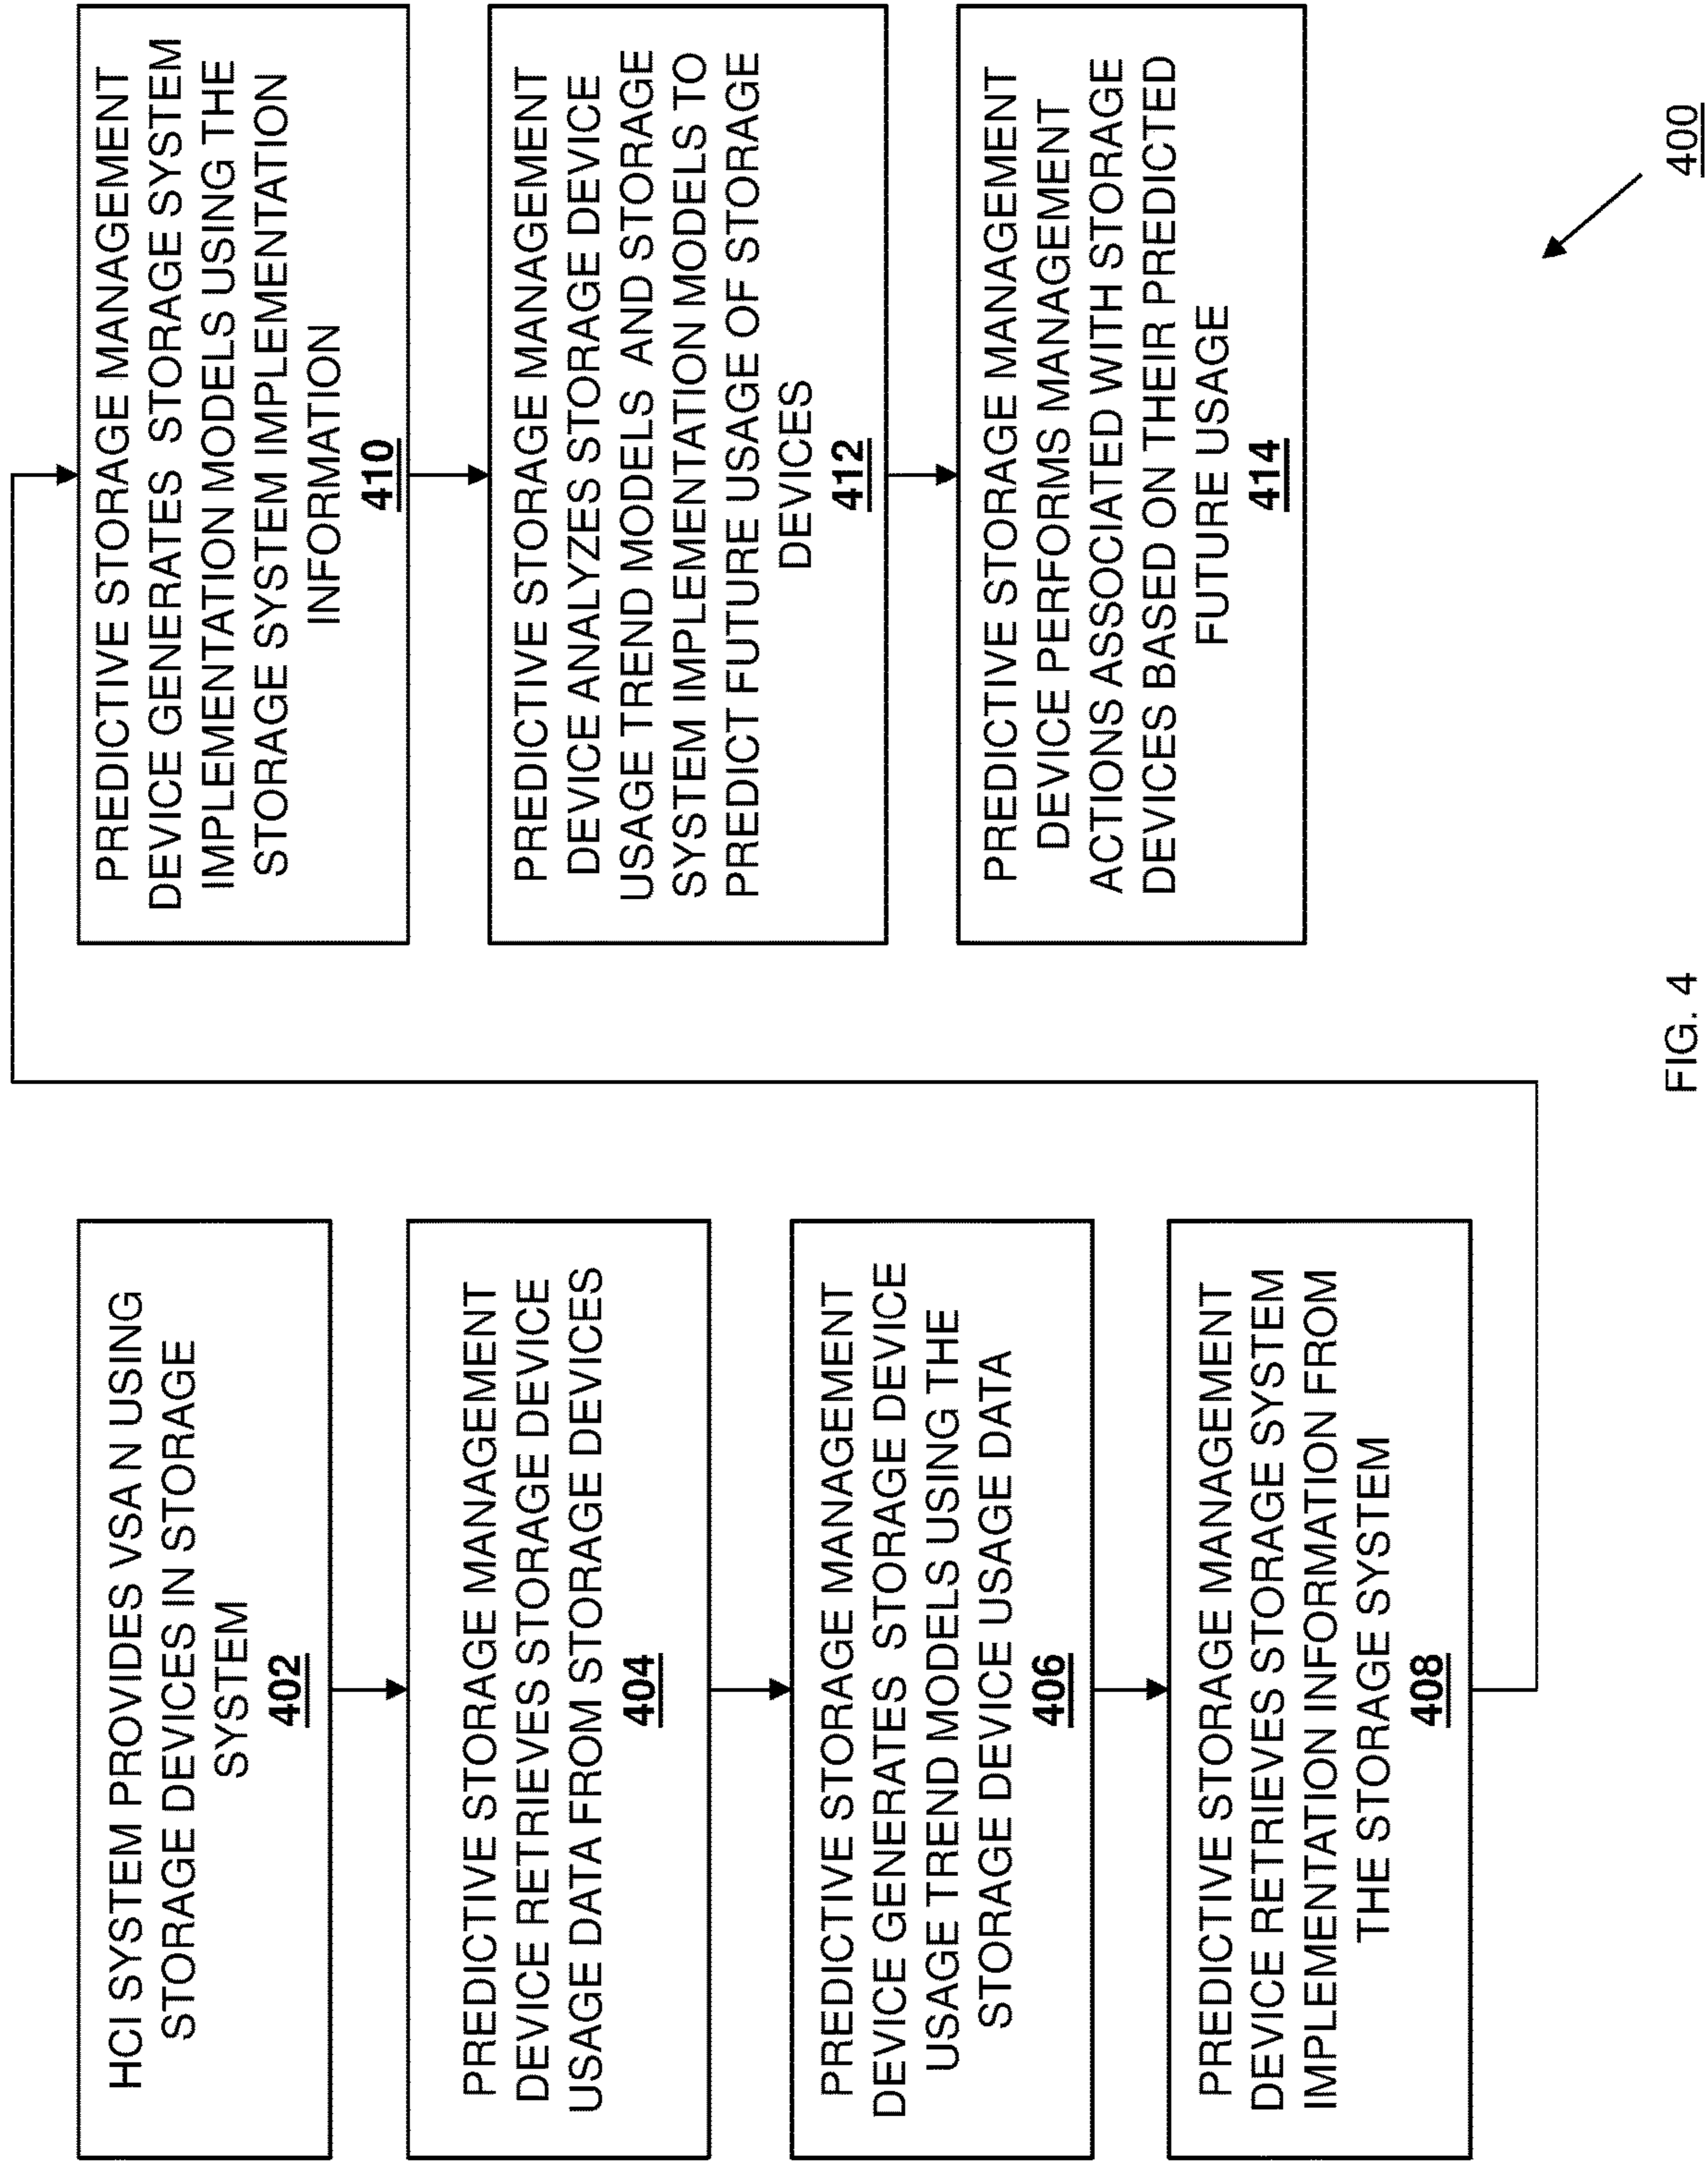 HCI SYSTEM PROVIDES VSAN USING
STORAGE DEVICES IN STORAGE
SYSTEM
402
PREDICTIVE STORAGE MANAGEMENT
DEVICE RETRIEVES STORAGE DEVICE
USAGE DATA FROM STORAGE DEVICES
404
PREDICTIVE STORAGE MANAGEMENT
DEVICE GENERATES STORAGE DEVICE
USAGE TREND MODELS USING THE
STORAGE DEVICE USAGE DATA
406
PREDICTIVE STORAGE MANAGEMENT
DEVICE RETRIEVES STORAGE SYSTEM
IMPLEMENTATION INFORMATION FROM
THE STORAGE SYSTEM
408
PREDICTIVE STORAGE MANAGEMENT
DEVICE GENERATES STORAGE SYSTEM
IMPLEMENTATION MODELS USING THE
STORAGE SYSTEM IMPLEMENTATION
INFORMATION
410
PREDICTIVE STORAGE MANAGEMENT
DEVICE ANALYZES STORAGE DEVICE
USAGE TREND MODELS AND STORAGE
SYSTEM IMPLEMENTATION MODELS TO
PREDICT FUTURE USAGE OF STORAGE
DEVICES
412
PREDICTIVE STORAGE MANAGEMENT
DEVICE PERFORMS MANAGEMENT
ACTIONS ASSOCIATED WITH STORAGE
DEVICES BASED ON THEIR PREDICTED
FUTURE USAGE
414
400
FIG. 4